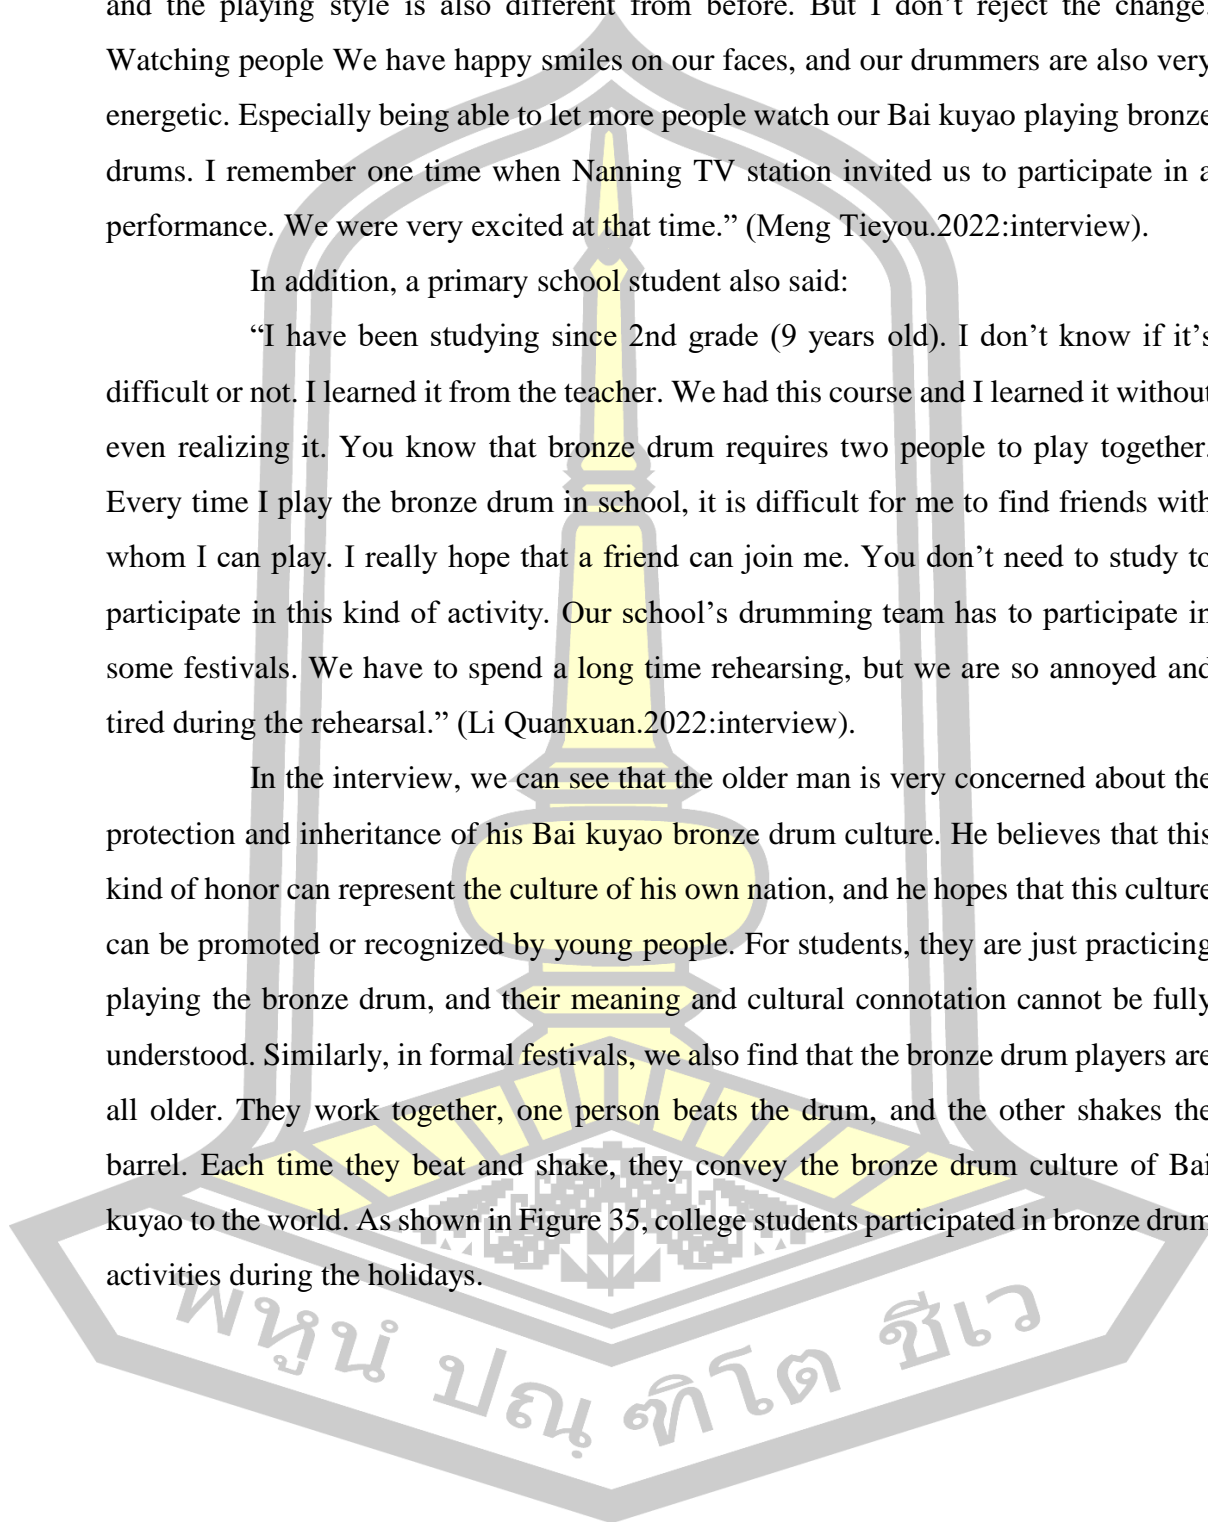 and the playing style is also different from before. But I don't reject the change.
Watching people We have happy smiles on our faces, and our drummers are also very
energetic. Especially being able to let more people watch our Bai kuyao playing bronze
drums. I remember one time when Nanning TV station invited us to participate in a
performance. We were very excited at that time.” (Meng Tieyou.2022:interview).
In addition, a primary school student also said:
“I have been studying since 2nd grade (9 years old). I don’t know if it’s
difficult or not. I learned it from the teacher. We had this course and I learned it without
even realizing it. You know that bronze drum requires two people to play together.
Every time I play the bronze drum in school, it is difficult for me to find friends with
whom I can play. I really hope that a friend can join me. You don’t need to study to
participate in this kind of activity. Our school’s drumming team has to participate in
some festivals. We have to spend a long time rehearsing, but we are so annoyed and
tired during the rehearsal.” (Li Quanxuan.2022:interview).
In the interview, we can see that the older man is very concerned about the
protection and inheritance of his Bai kuyao bronze drum culture. He believes that this
kind of honor can represent the culture of his own nation, and he hopes that this culture
can be promoted or recognized by young people. For students, they are just practicing
playing the bronze drum, and their meaning and cultural connotation cannot be fully
understood. Similarly, in formal festivals, we also find that the bronze drum players are
all older. They work together, one person beats the drum, and the other shakes the
barrel. Each time they beat and shake, they convey the bronze drum culture of Bai
kuyao to the world. As shown in Figure 35, college students participated in bronze drum
activities during the holidays.
พหูนํ ปณฺฑิโต ชีเว